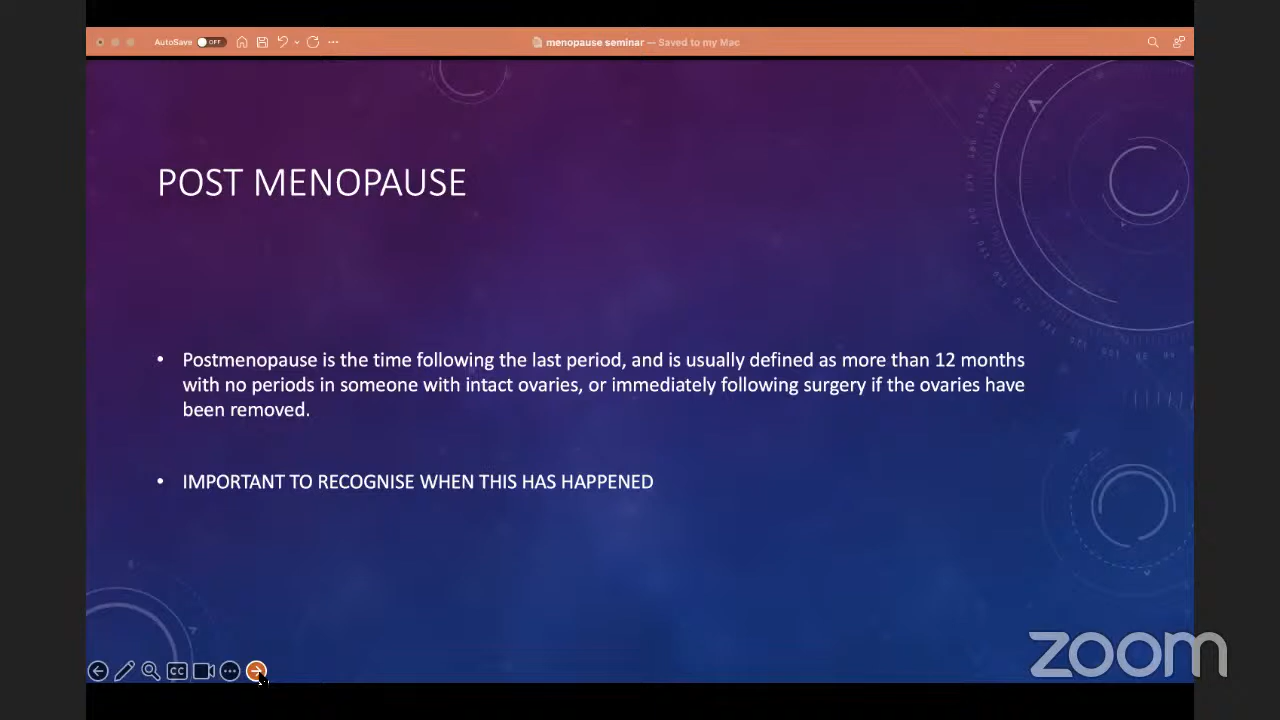 AutoSave OFF
menopause seminar — Saved to my Mac
POST MENOPAUSE
• Postmenopause is the time following the last period, and is usually defined as more than 12 months
with no periods in someone with intact ovaries, or immediately following surgery if the ovaries have
been removed.
• IMPORTANT TO RECOGNISE WHEN THIS HAS HAPPENED
CC
zoom